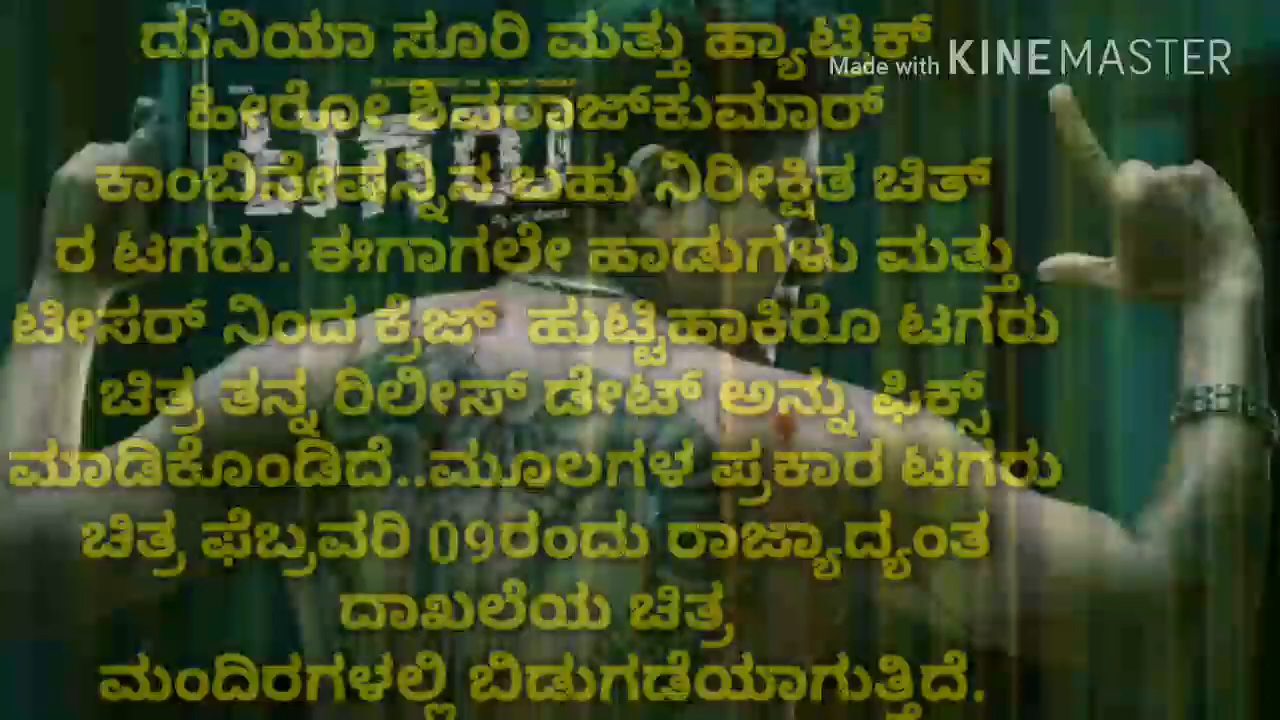 ದುನಿಯಾ ಸೂರಿ ಮತ್ತು ಹ್ಯಾಟ್ರಿಕ್
Made with KINEMASTER
ಹೀರೋ ಶಿವರಾಜ್‌ಕುಮಾರ್
ಟಗರು
ಕಾಂಬಿನೇಷನ್ನಿನ ಬಹು ನಿರೀಕ್ಷಿತ ಚಿತ್
ರ ಟಗರು. ಈಗಾಗಲೇ ಹಾಡುಗಳು ಮತ್ತು
ಟೀಸರ್ ನಿಂದ ಕ್ರೆಜ್ ಹುಟ್ಟಿಹಾಕಿರೊ ಟಗರು
ಚಿತ್ರ ತನ್ನ ರಿಲೀಸ್ ಡೇಟ್ ಅನ್ನು ಫಿಕ್ಸ್
ಮಾಡಿಕೊಂಡಿದೆ..ಮೂಲಗಳ ಪ್ರಕಾರ ಟಗರು
ಚಿತ್ರ ಫೆಬ್ರವರಿ 09ರಂದು ರಾಜ್ಯಾದ್ಯಂತ
ದಾಖಲೆಯ ಚಿತ್ರ
ಮಂದಿರಗಳಲ್ಲಿ ಬಿಡುಗಡೆಯಾಗುತ್ತಿದೆ.